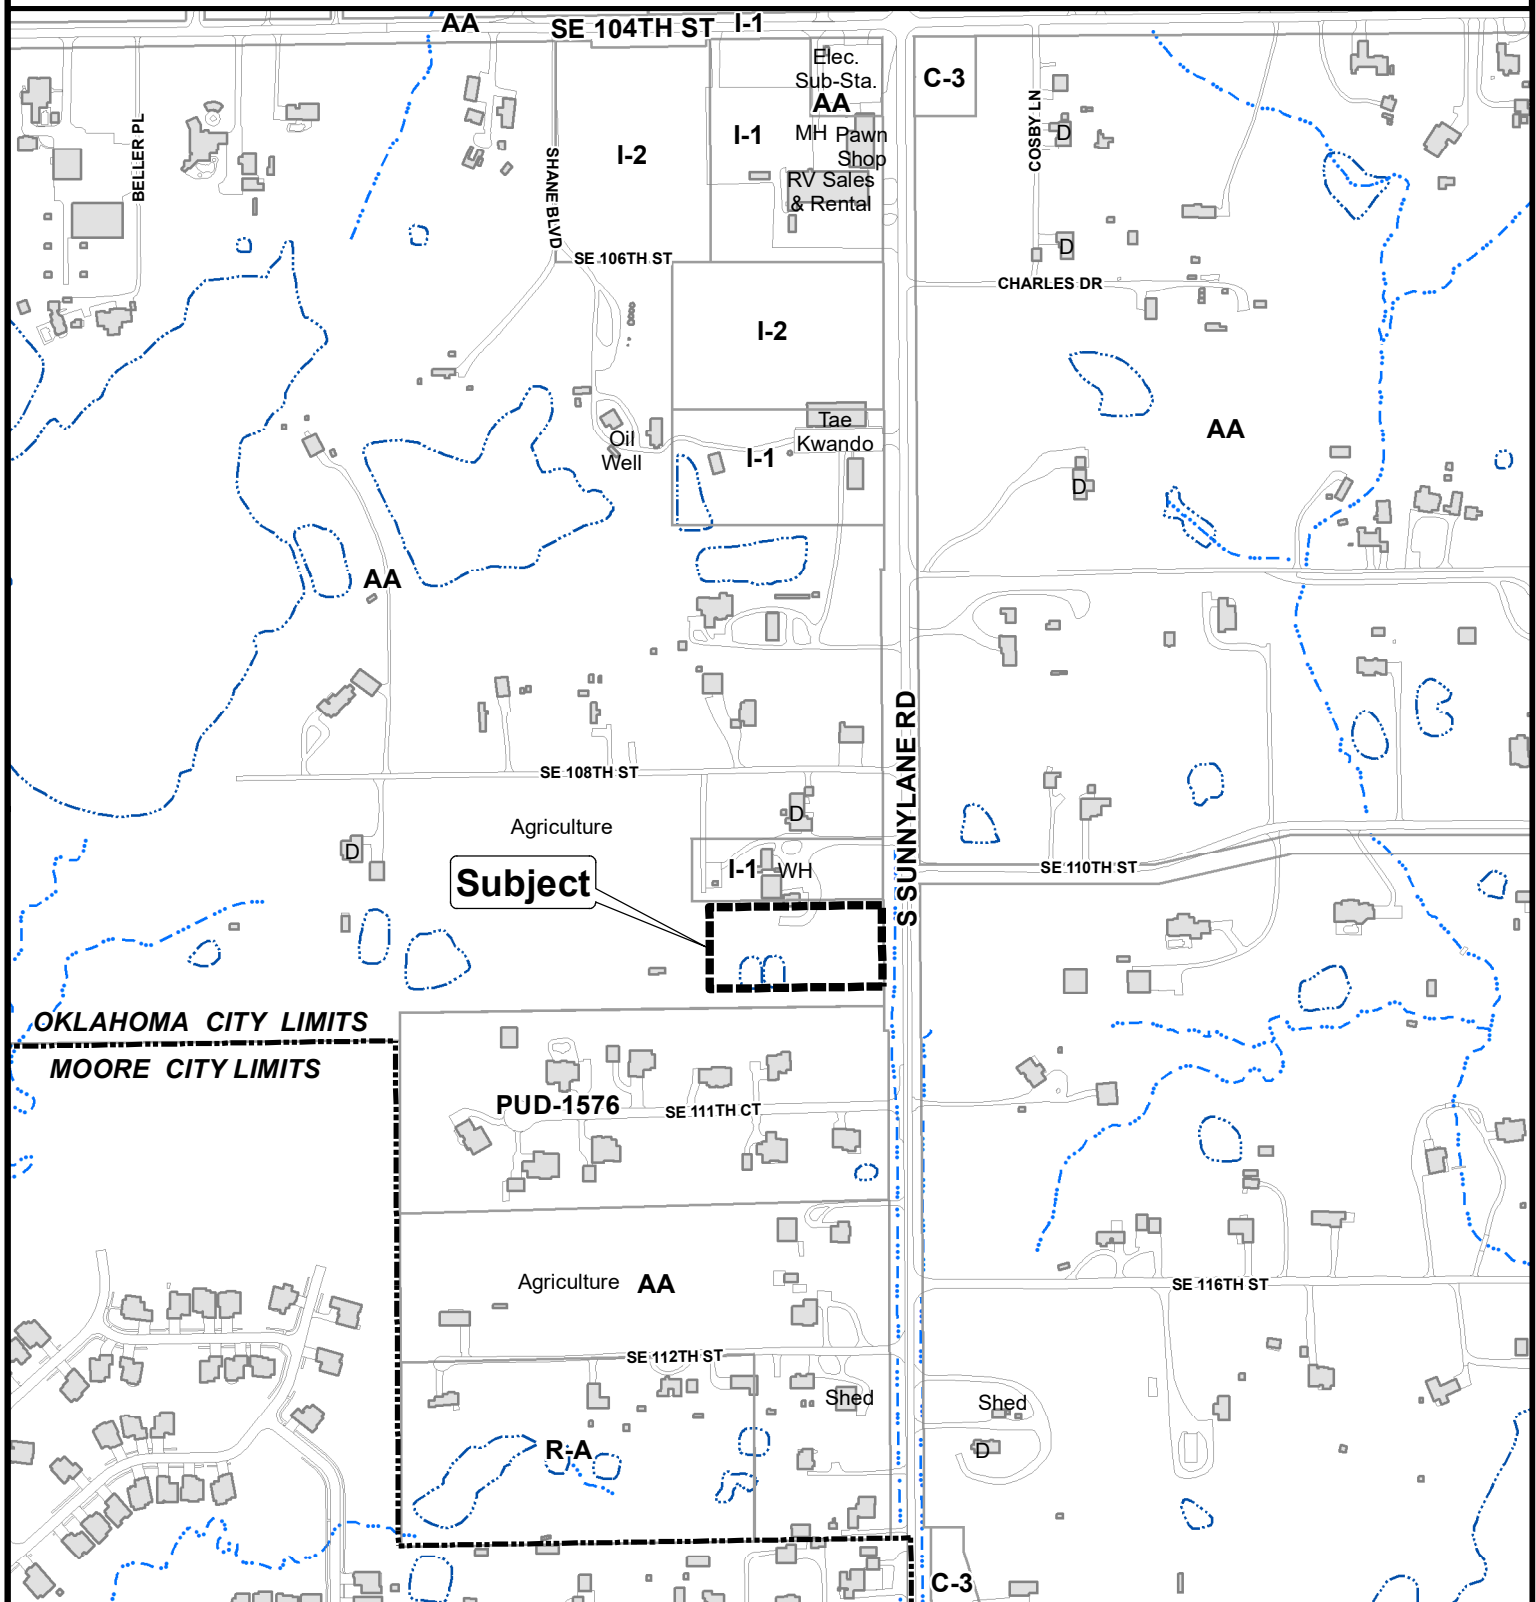 AA
SE 104TH ST
I-1
Elec.
Sub-Sta.
AA
C-3
I-2
I-1
MH
Pawn
Shop
RV Sales
& Rental
BELLER PL
SHANE BLVD
COSBY LN
D
D
SE 106TH ST
CHARLES DR
I-2
Tae
Kwando
Oil
Well
I-1
AA
D
AA
S SUNNYLANE RD
SE 108TH ST
Agriculture
D
D
I-1
WH
SE 110TH ST
Subject
OKLAHOMA CITY LIMITS
MOORE CITY LIMITS
PUD-1576
SE 111TH CT
Agriculture
AA
SE 116TH ST
SE 112TH ST
Shed
Shed
D
R-A
C-3